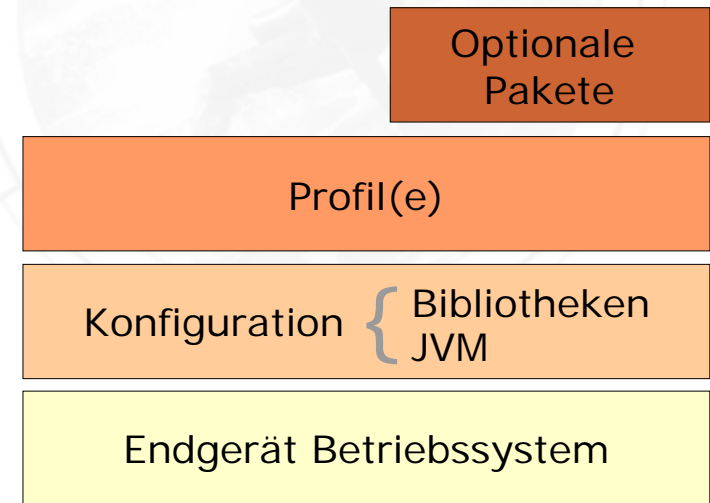 Optionale
Pakete
Profil(e)
Konfiguration { Bibliotheken
JVM
Endgerät Betriebssystem